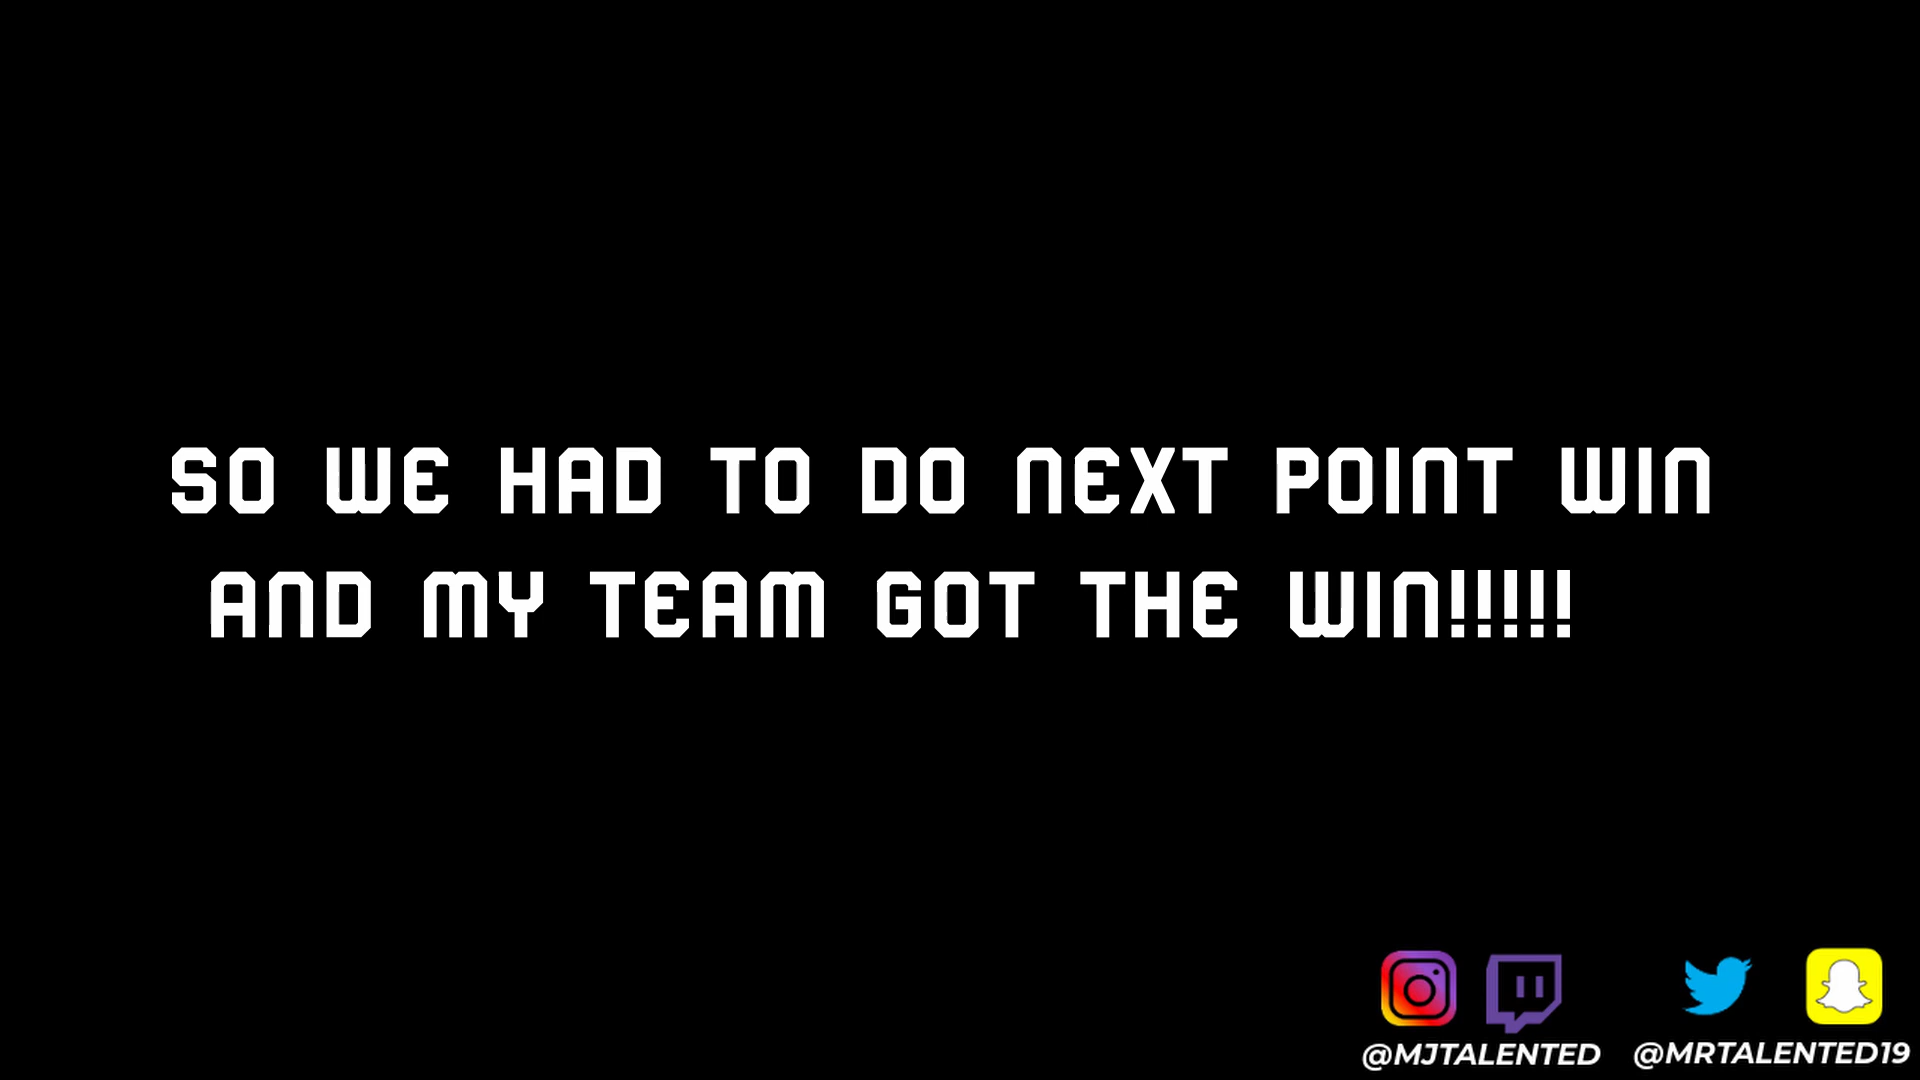 SO WE HAD TO DO NEXT POINT WIN
AND MY TEAM GOT THE WIN!!!!!
@MJTALENTED @MRTALENTED19